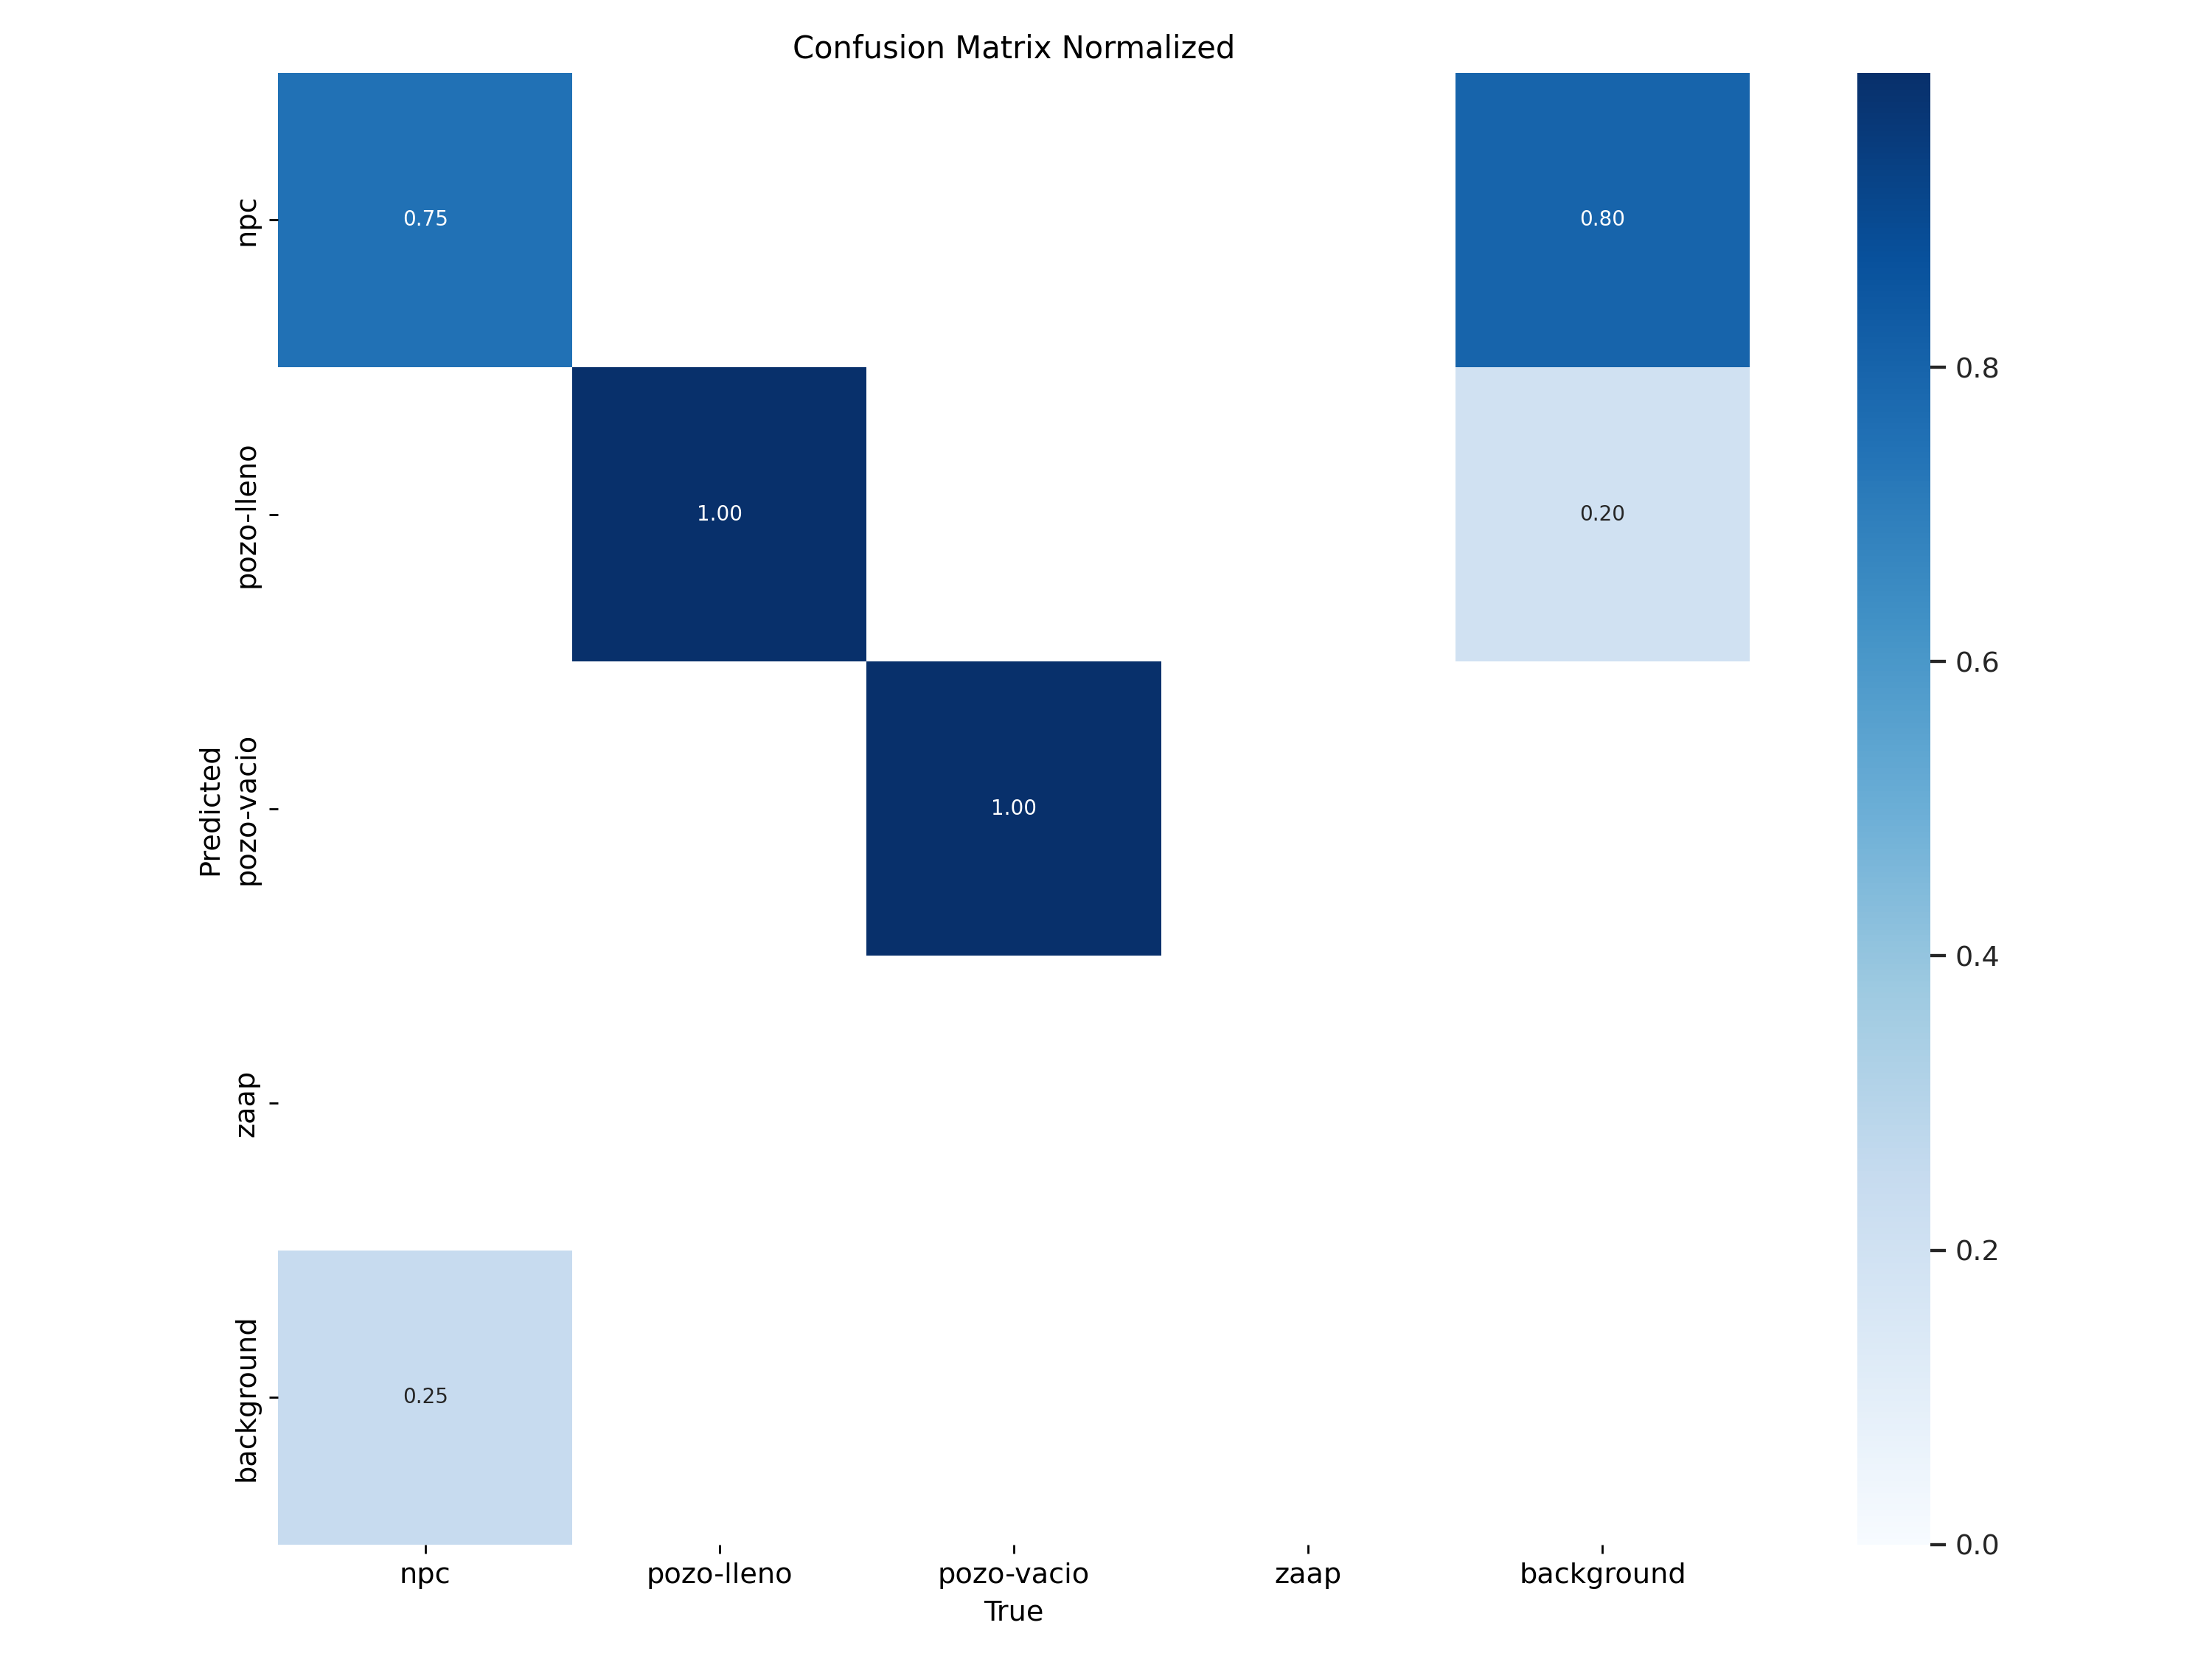 Confusion Matrix Normalized
npc
0.75
0.80
pozo-lleno
1.00
0.20
0.8
Predicted
pozo-vacio
1.00
0.6
0.4
zaap
background
0.25
0.2
0.0
npc
pozo-lleno
pozo-vacio
zaap
background
True